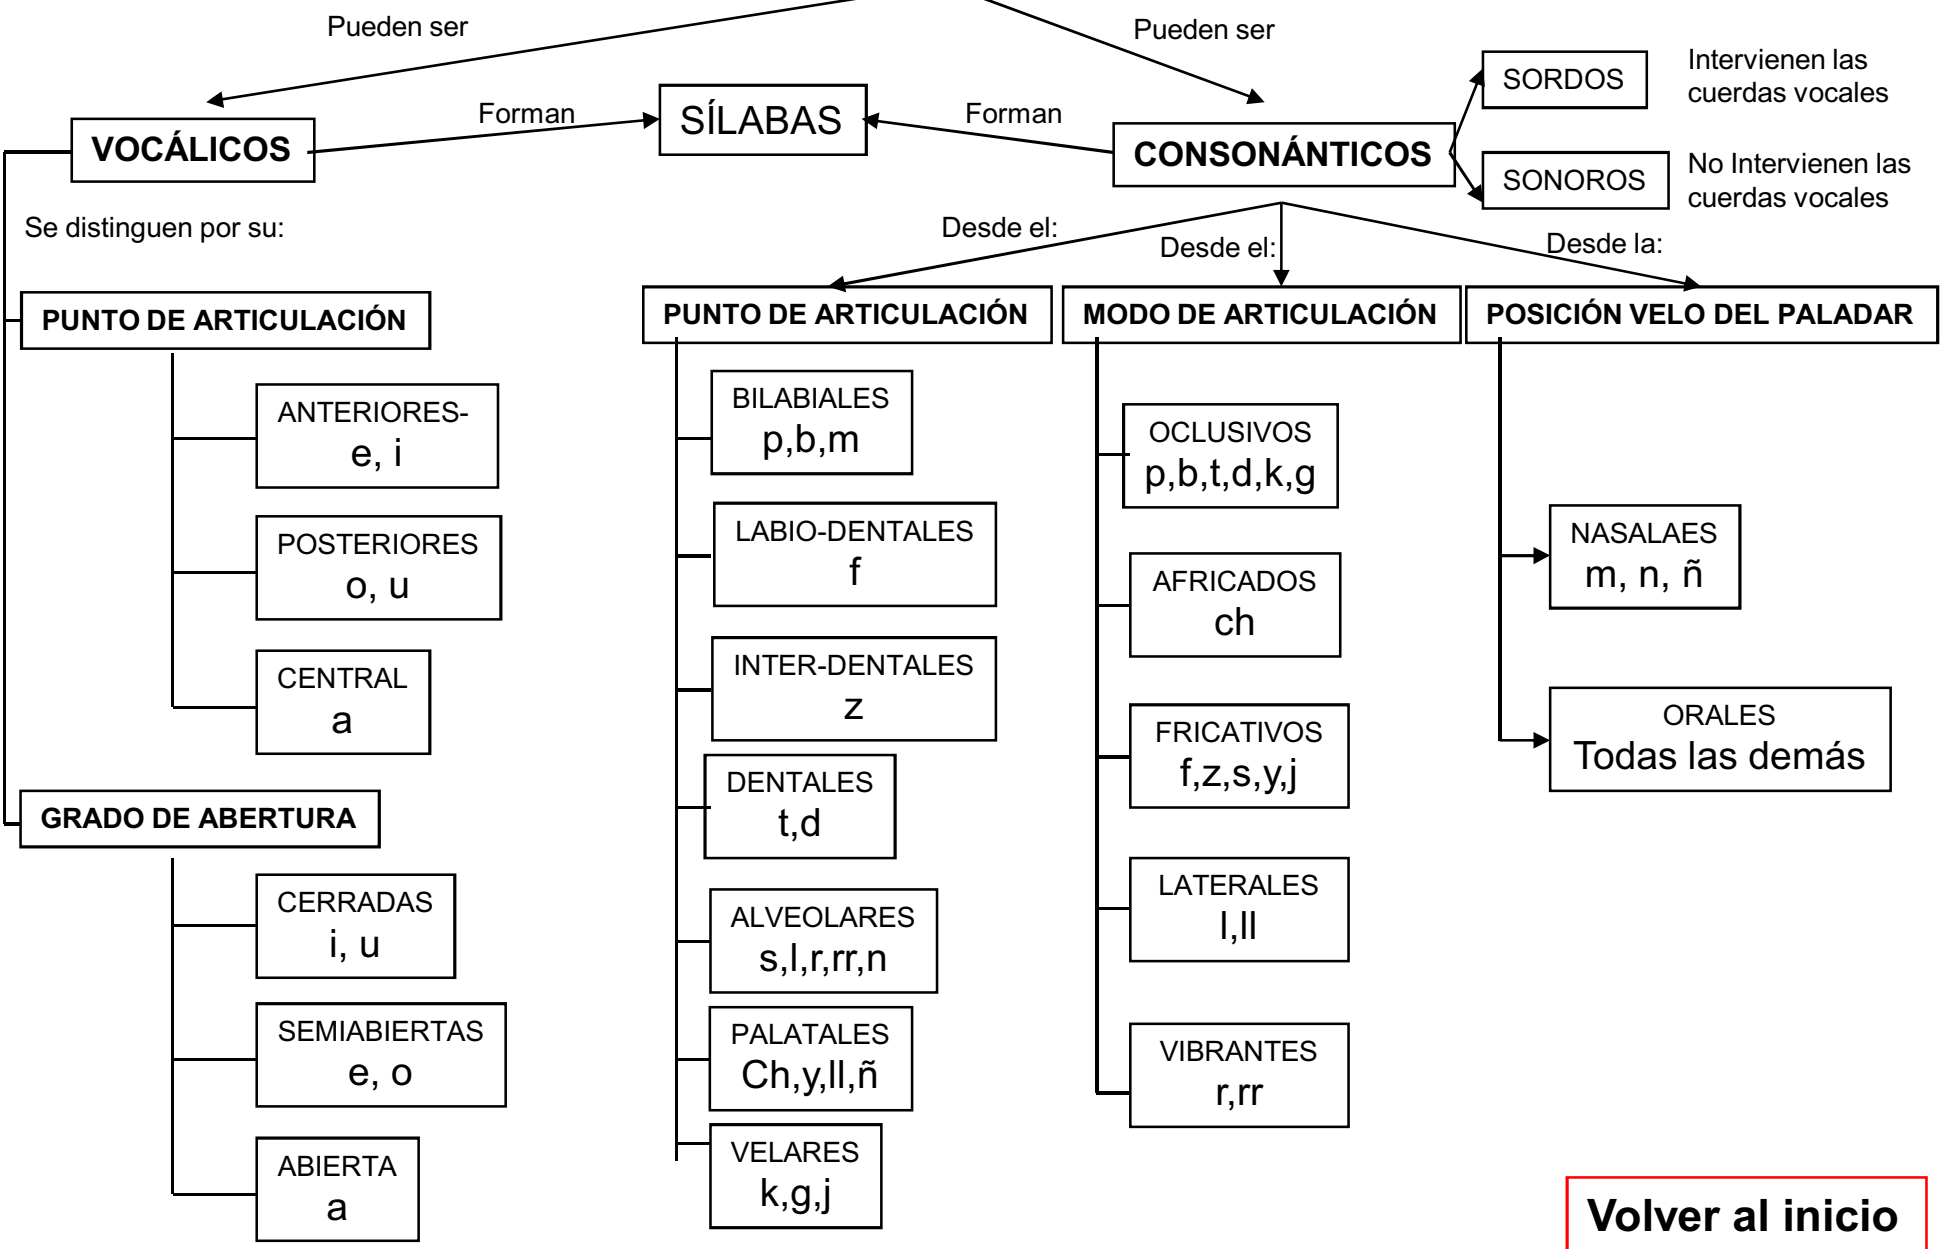 Pueden ser
Pueden ser
SORDOS
Intervienen las
cuerdas vocales
VOCÁLICOS
Forman
SÍLABAS
Forman
CONSONÁNTICOS
SONOROS
No Intervienen las
cuerdas vocales
Se distinguen por su:
Desde el:
Desde el:
Desde la:
PUNTO DE ARTICULACIÓN
ANTERIORES-
e, i
POSTERIORES
o, u
CENTRAL
a
GRADO DE ABERTURA
CERRADAS
i, u
SEMIABIERTAS
e, o
ABIERTA
a
PUNTO DE ARTICULACIÓN
BILABIALES
p,b,m
LABIO-DENTALES
f
INTER-DENTALES
z
DENTALES
t,d
ALVEOLARES
s,l,r,rr,n
PALATALES
Ch,y,ll,ñ
VELARES
k,g,j
MODO DE ARTICULACIÓN
OCLUSIVOS
p,b,t,d,k,g
AFRICADOS
ch
FRICATIVOS
f,z,s,y,j
LATERALES
l,ll
VIBRANTES
r,rr
POSICIÓN VELO DEL PALADAR
NASALAES
m, n, ñ
ORALES
Todas las demás
Volver al inicio